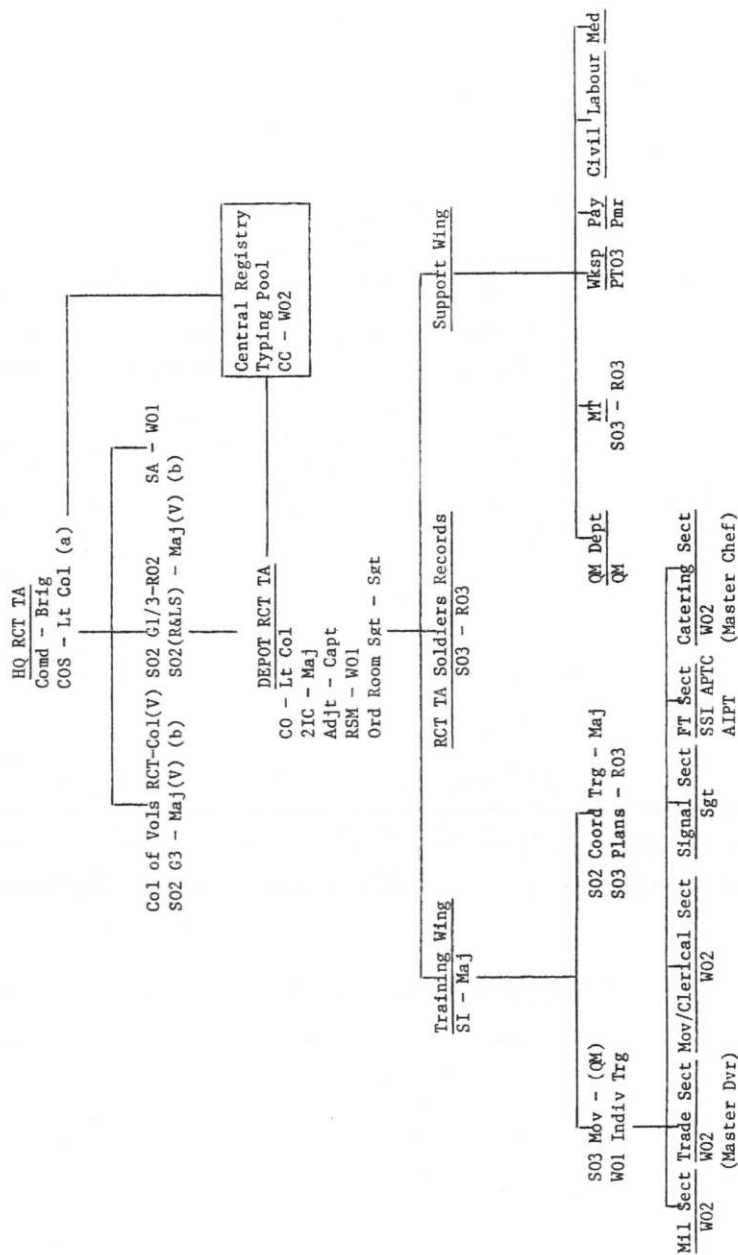 HQ RCT TA
Comd - Brig
COS - Lt Col (a)
Col of Vols RCT-Col(V)
SO2 G3 - Maj(V) (b)
SO2 G1/3-RO2
SO2(R&LS) - Maj(V) (b)
SA - WO1
Central Registry
Typing Pool
CC - WO2
DEPOT RCT TA
CO - Lt Col
2IC - Maj
Adjt - Capt
RSM - WO1
Ord Room Sgt - Sgt
Training Wing
SI - Maj
RCT TA Soldiers Records
SO3 - RO3
Support Wing
SO3 Mov - (QM)
WO1 Indiv Trg
SO2 Coord Trg - Maj
SO3 Plans - RO3
QM Dept
QM
MT
SO3 - RO3
Wksp
PTO3
Pay
Pmr
Civil Labour
Med
Mil Sect
WO2
Trade Sect
WO2
(Master Dvr)
Mov/Clerical Sect
WO2
Signal Sect
Sgt
FT Sect
SSI APTC
AIPT
Catering Sect
WO2
(Master Chef)